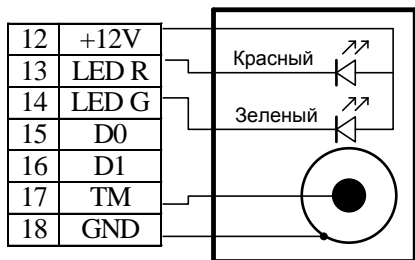 12 +12V
13 LED R
14 LED G
15 D0
16 D1
17 TM
18 GND
Красный
Зеленый